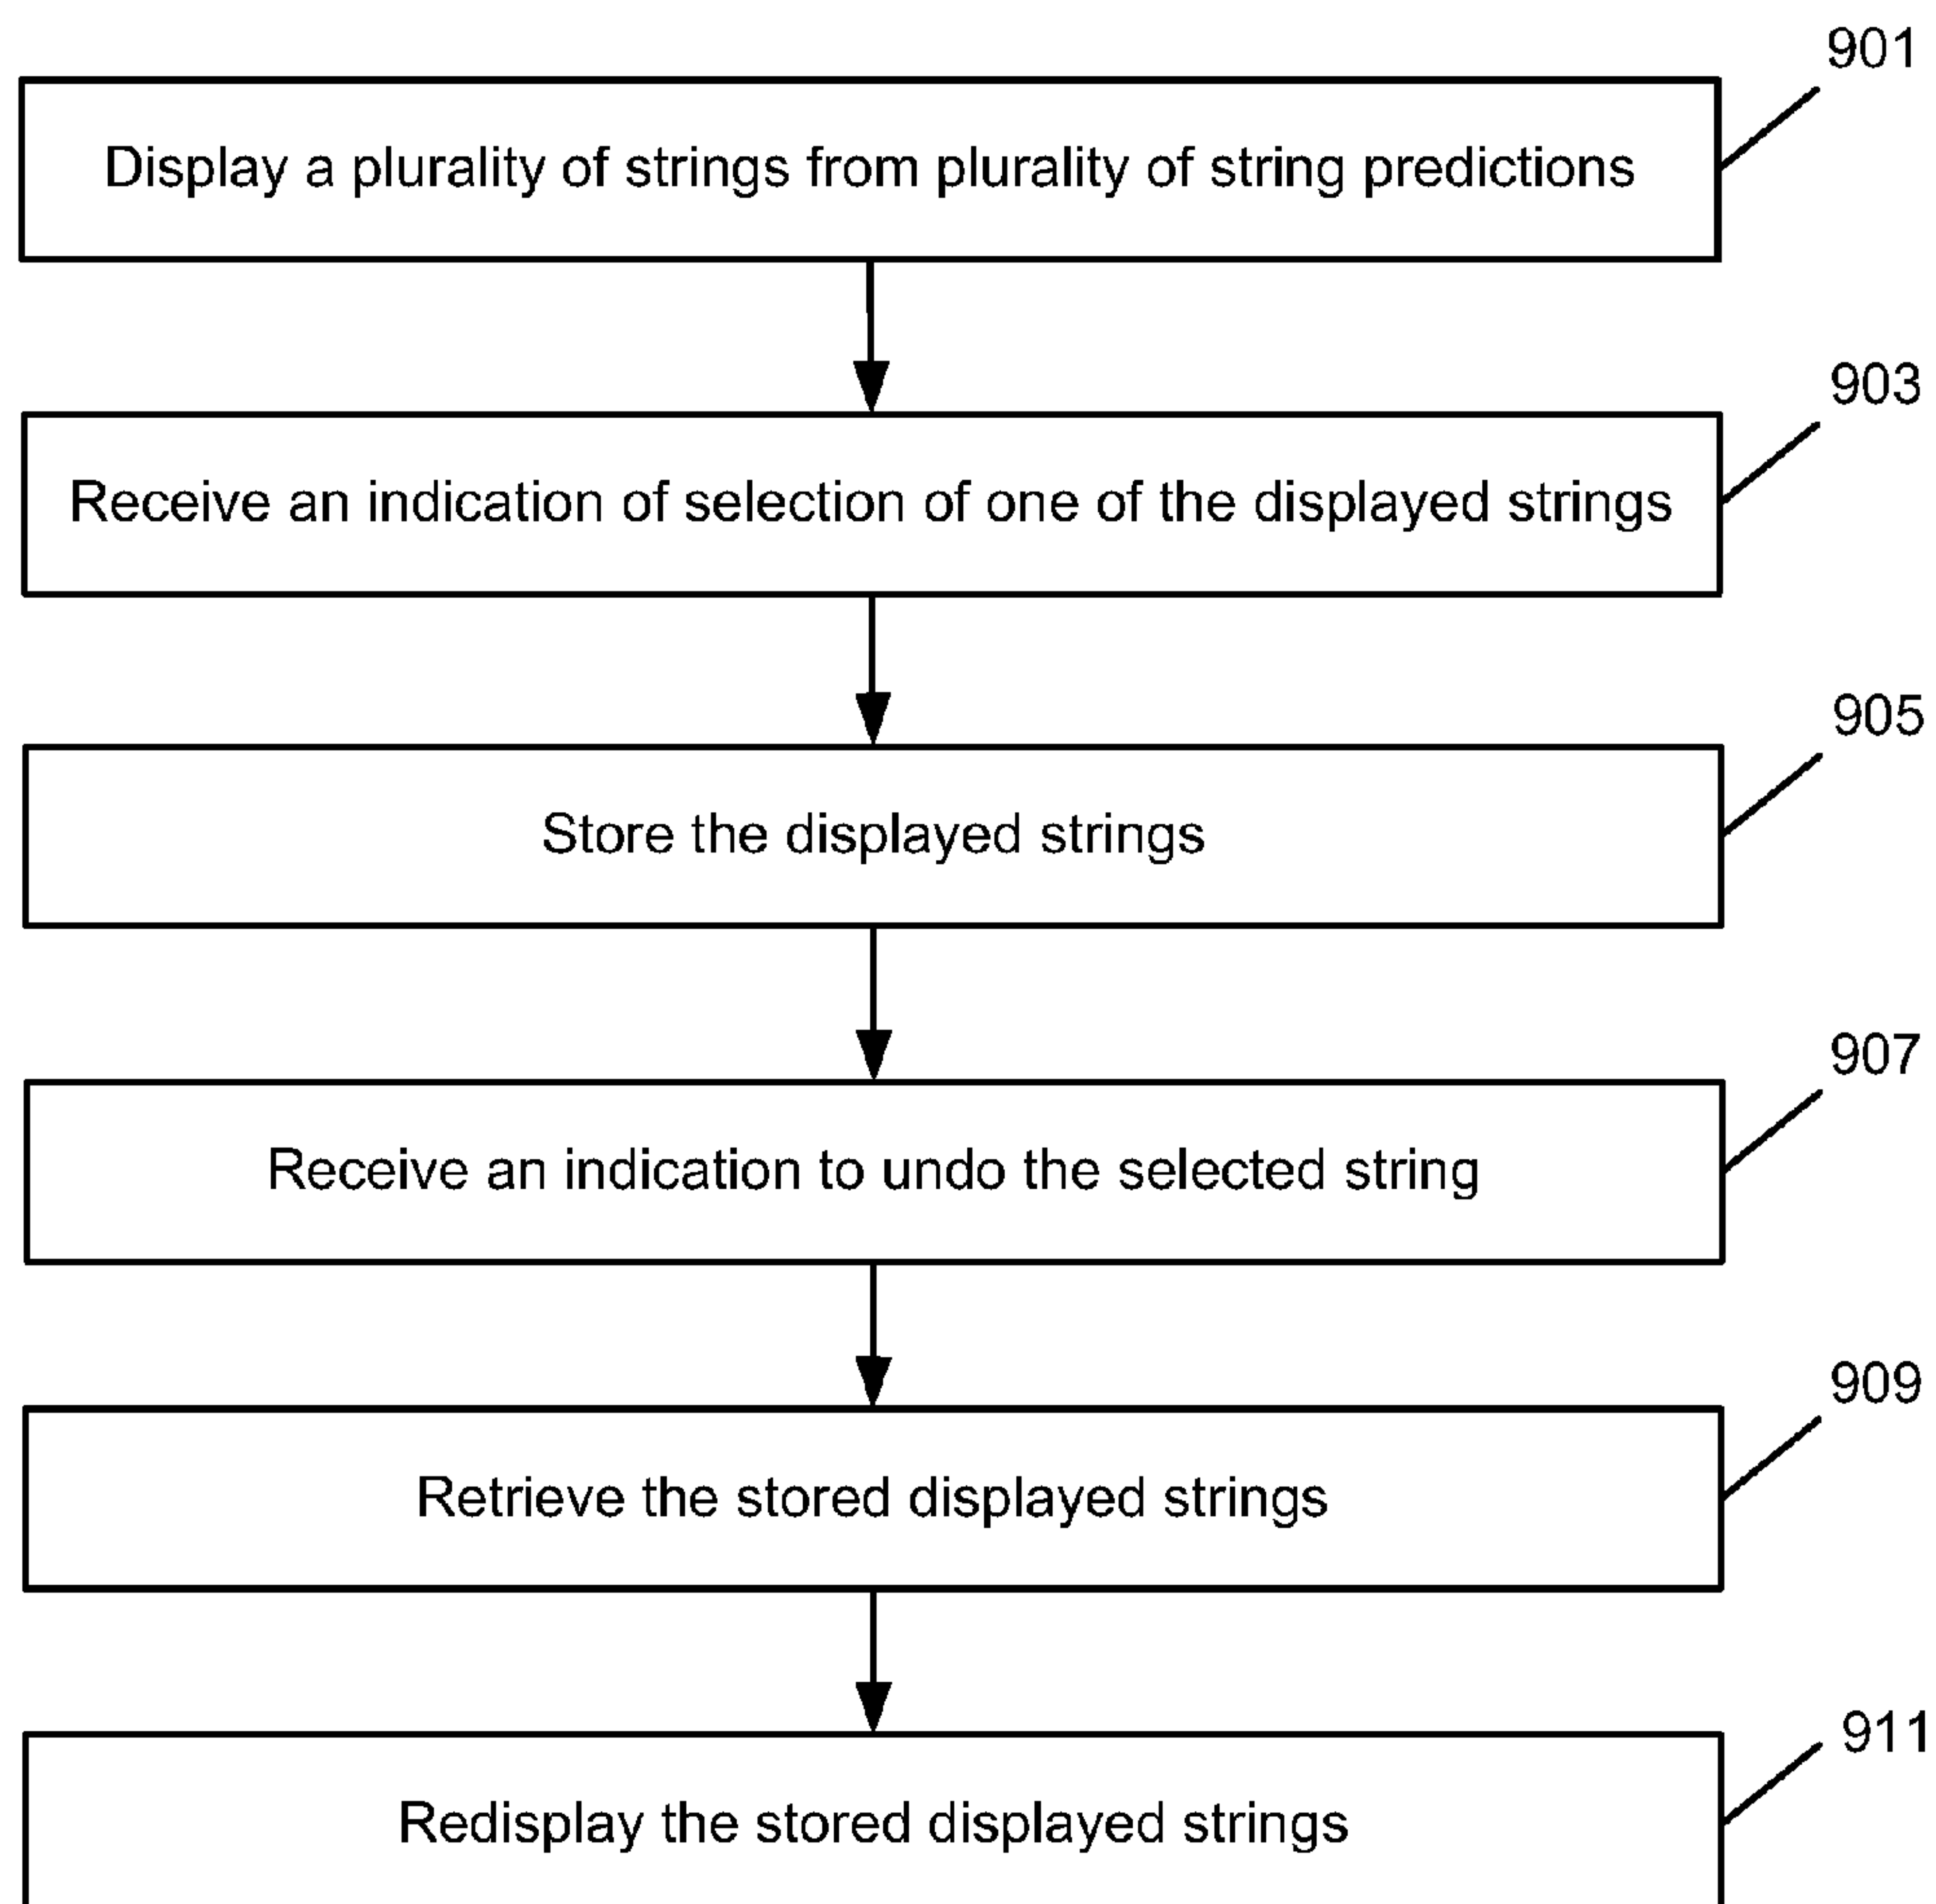 901
Display a plurality of strings from plurality of string predictions
903
Receive an indication of selection of one of the displayed strings
905
Store the displayed strings
907
Receive an indication to undo the selected string
909
Retrieve the stored displayed strings
911
Redisplay the stored displayed strings